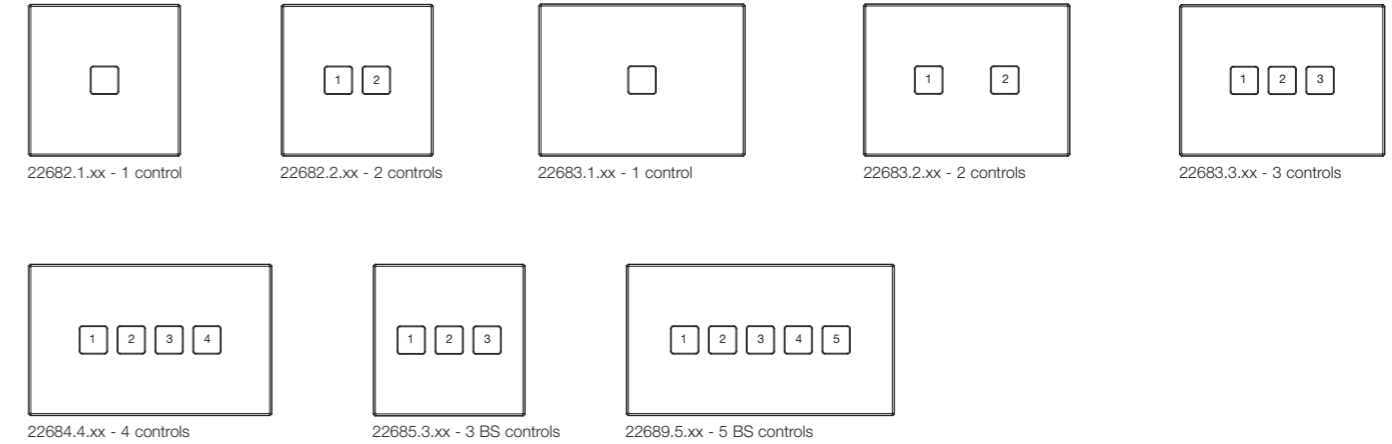 1 2
1 2
1 2 3
22682.1.xx - 1 control
22682.2.xx - 2 controls
22683.1.xx - 1 control
22683.2.xx - 2 controls
22683.3.xx - 3 controls
1 2 3 4
1 2 3
1 2 3 4 5
22684.4.xx - 4 controls
22685.3.xx - 3 BS controls
22689.5.xx - 5 BS controls